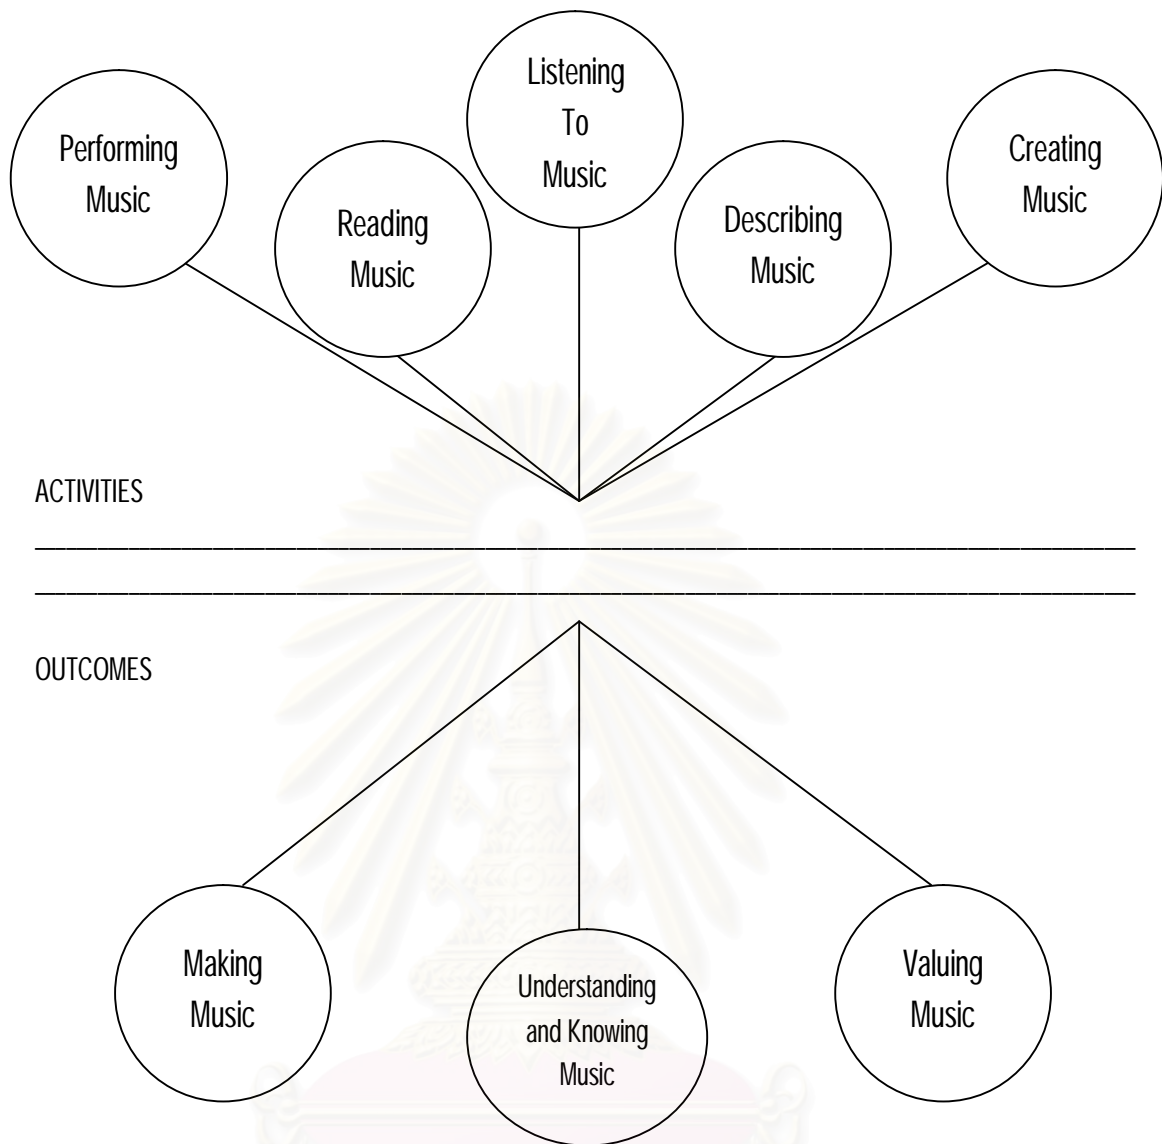 Performing
Music
Reading
Music
Listening
To
Music
Describing
Music
Creating
Music
ACTIVITIES
OUTCOMES
Making
Music
Understanding
and Knowing
Music
Valuing
Music